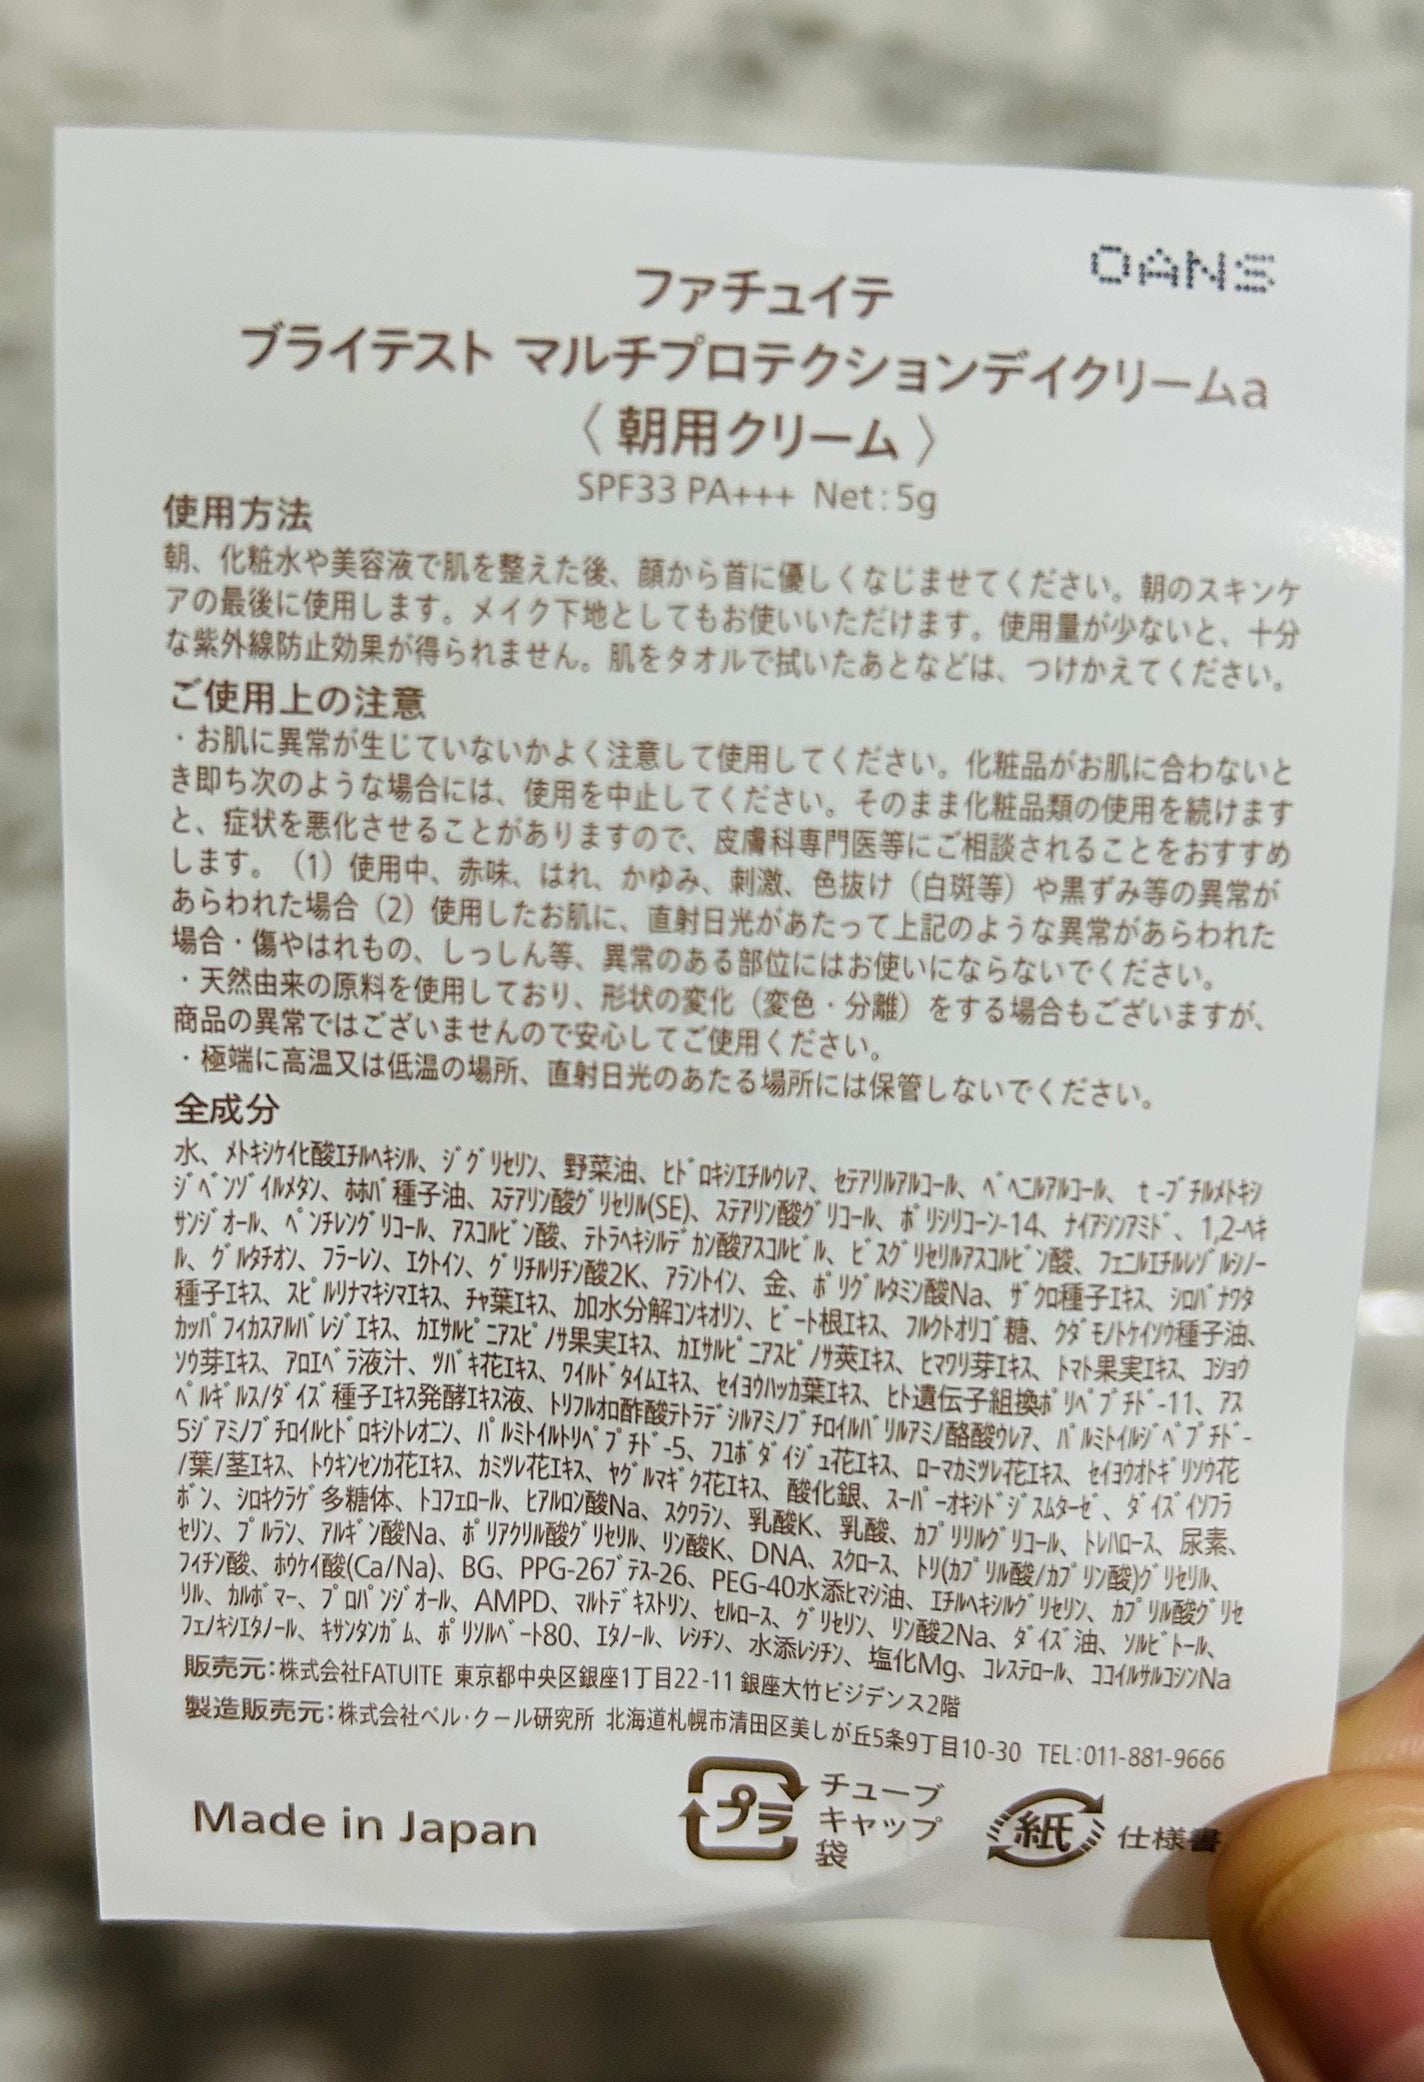 OANS
ファチュイテ
ブライテスト マルチプロテクションデイクリームa
〈 朝用クリーム 〉
SPF33 PA+++ Net:5g
使用方法
朝、化粧水や美容液で肌を整えた後、顔から首に優しくなじませてください。朝のスキンケ
アの最後に使用します。メイク下地としてもお使いいただけます。使用量が少ないと、十分
な紫外線防止効果が得られません。肌をタオルで拭いたあとなどは、つけかえてください。
ご使用上の注意
・お肌に異常が生じていないかよく注意して使用してください。化粧品がお肌に合わないと
き即ち次のような場合には、使用を中止してください。そのまま化粧品類の使用を続けます
と、症状を悪化させることがありますので、皮膚科専門医等にご相談されることをおすすめ
します。（1）使用中、赤味、はれ、かゆみ、刺激、色抜け（白斑等）や黒ずみ等の異常が
あらわれた場合（2）使用したお肌に、直射日光があたって上記のような異常があらわれた
場合・傷やはれもの、しっしん等、異常のある部位にはお使いにならないでください。
・天然由来の原料を使用しており、形状の変化（変色・分離）をする場合もございますが、
商品の異常ではございませんので安心してご使用ください。
・極端に高温又は低温の場所、直射日光のあたる場所には保管しないでください。
全成分
水、ﾒﾄｷｼｹｲﾋ酸ｴﾁﾙﾍｷｼﾙ、ｼﾞｸﾞﾘｾﾘﾝ、野菜油、ﾋﾄﾞﾛｷｼｴﾁﾙｳﾚｱ、ｾﾃｱﾘﾙｱﾙｺｰﾙ、ﾍﾞﾍﾆﾙｱﾙｺｰﾙ、ｔ-ﾌﾞﾁﾙﾒﾄｷｼ
ｼﾞﾍﾞﾝｿﾞｲﾙﾒﾀﾝ、ﾎﾎﾊﾞ種子油、ｽﾃｱﾘﾝ酸ｸﾞﾘｾﾘﾙ(SE)、ｽﾃｱﾘﾝ酸ｸﾞﾘｺｰﾙ、ﾎﾟﾘｼﾘｺｰﾝ-14、ﾅｲｱｼﾝｱﾐﾄﾞ、1,2-ﾍｷ
ｻﾝｼﾞｵｰﾙ、ﾍﾟﾝﾁﾚﾝｸﾞﾘｺｰﾙ、ｱｽｺﾙﾋﾞﾝ酸、ﾃﾄﾗﾍｷｼﾙﾃﾞｶﾝ酸ｱｽｺﾙﾋﾞﾙ、ﾋﾞｽｸﾞﾘｾﾘﾙｱｽｺﾙﾋﾞﾝ酸、ﾌｪﾆﾙｴﾁﾙﾚｿﾞﾙｼﾉｰ
ﾙ、ｸﾞﾙﾀﾁｵﾝ、ﾌﾗｰﾚﾝ、ｴｸﾄｲﾝ、ｸﾞﾘﾁﾙﾘﾁﾝ酸2K、ｱﾗﾝﾄｲﾝ、金、ﾎﾟﾘｸﾞﾙﾀﾐﾝ酸Na、ｻﾞｸﾛ種子ｴｷｽ、ｼﾛﾊﾞﾅﾜﾀ
種子ｴｷｽ、ｽﾋﾟﾙﾘﾅﾏｷｼﾏｴｷｽ、ﾁｬ葉ｴｷｽ、加水分解ｺﾝｷｵﾘﾝ、ﾋﾞｰﾄ根ｴｷｽ、ﾌﾙｸﾄｵﾘｺﾞ糖、ｸﾀﾞﾓﾉﾄｹｲｿｳ種子油、
ｶｯﾊﾟﾌｨｶｽｱﾙﾊﾞﾚｼﾞｴｷｽ、ｶｴｻﾙﾋﾟﾆｱｽﾋﾟﾉｻ果実ｴｷｽ、ｶｴｻﾙﾋﾟﾆｱｽﾋﾟﾉｻ莢ｴｷｽ、ﾋﾏﾜﾘ芽ｴｷｽ、ﾄﾏﾄ果実ｴｷｽ、ｺｼｮｳ
ｿｳ芽ｴｷｽ、ｱﾛｴﾍﾞﾗ液汁、ﾂﾊﾞｷ花ｴｷｽ、ﾜｲﾙﾄﾞﾀｲﾑｴｷｽ、ｾｲﾖｳﾊｯｶ葉ｴｷｽ、ﾋﾄ遺伝子組換ﾎﾟﾘﾍﾟﾌﾟﾁﾄﾞ-11、ｱｽ
ﾍﾟﾙｷﾞﾙｽ/ﾀﾞｲｽﾞ種子ｴｷｽ発酵ｴｷｽ液、ﾄﾘﾌﾙｵﾛ酢酸ﾃﾄﾗﾃﾞｼﾙｱﾐﾉﾌﾞﾁﾛｲﾙﾊﾞﾘﾙｱﾐﾉ酪酸ｳﾚｱ、ﾊﾟﾙﾐﾄｲﾙｼﾞﾍﾟﾌﾟﾁﾄﾞ-
5ｼﾞｱﾐﾉﾌﾞﾁﾛｲﾙﾋﾄﾞﾛｷｼﾄﾚｵﾆﾝ、ﾊﾟﾙﾐﾄｲﾙﾄﾘﾍﾟﾌﾟﾁﾄﾞ-5、ﾌﾕﾎﾞﾀﾞｲｼﾞｭ花ｴｷｽ、ﾛｰﾏｶﾐﾂﾚ花ｴｷｽ、ｾｲﾖｳｵﾄｷﾞﾘｿｳ花
/葉/茎ｴｷｽ、ﾄｳｷﾝｾﾝｶ花ｴｷｽ、ｶﾐﾂﾚ花ｴｷｽ、ﾔｸﾞﾙﾏｷﾞｸ花ｴｷｽ、酸化銀、ｽｰﾊﾟｰｵｷｼﾄﾞｼﾞｽﾑﾀｰｾﾞ、ﾀﾞｲｽﾞｲｿﾌﾗ
ﾎﾞﾝ、ｼﾛｷｸﾗｹﾞ多糖体、ﾄｺﾌｪﾛｰﾙ、ﾋｱﾙﾛﾝ酸Na、ｽｸﾜﾗﾝ、乳酸K、乳酸、ｶﾌﾟﾘﾘﾙｸﾞﾘｺｰﾙ、ﾄﾚﾊﾛｰｽ、尿素、
ｾﾘﾝ、ﾌﾟﾙﾗﾝ、ｱﾙｷﾞﾝ酸Na、ﾎﾟﾘｱｸﾘﾙ酸ｸﾞﾘｾﾘﾙ、ﾘﾝ酸K、DNA、ｽｸﾛｰｽ、ﾄﾘ(ｶﾌﾟﾘﾙ酸/ｶﾌﾟﾘﾝ酸)ｸﾞﾘｾﾘﾙ、
ﾌｨﾁﾝ酸、ﾎｳｹｲ酸(Ca/Na)、BG、PPG-26ﾌﾞﾃｽ-26、PEG-40水添ﾋﾏｼ油、ｴﾁﾙﾍｷｼﾙｸﾞﾘｾﾘﾝ、ｶﾌﾟﾘﾙ酸ｸﾞﾘｾ
ﾘﾙ、ｶﾙﾎﾞﾏｰ、ﾌﾟﾛﾊﾟﾝｼﾞｵｰﾙ、AMPD、ﾏﾙﾄﾃﾞｷｽﾄﾘﾝ、ｾﾙﾛｰｽ、ｸﾞﾘｾﾘﾝ、ﾘﾝ酸2Na、ﾀﾞｲｽﾞ油、ｿﾙﾋﾞﾄｰﾙ、
ﾌｪﾉｷｼｴﾀﾉｰﾙ、ｷｻﾝﾀﾝｶﾞﾑ、ﾎﾟﾘｿﾙﾍﾞｰﾄ80、ｴﾀﾉｰﾙ、ﾚｼﾁﾝ、水添ﾚｼﾁﾝ、塩化Mg、ｺﾚｽﾃﾛｰﾙ、ｺｺｲﾙｻﾙｺｼﾝNa
販売元:株式会社FATUITE 東京都中央区銀座1丁目22-11 銀座大竹ビジデンス2階
製造販売元:株式会社ベル・クール研究所 北海道札幌市清田区美しが丘5条9丁目10-30 TEL:011-881-9666
Made in Japan
プラ
チューブ
キャップ
袋
紙
仕様書